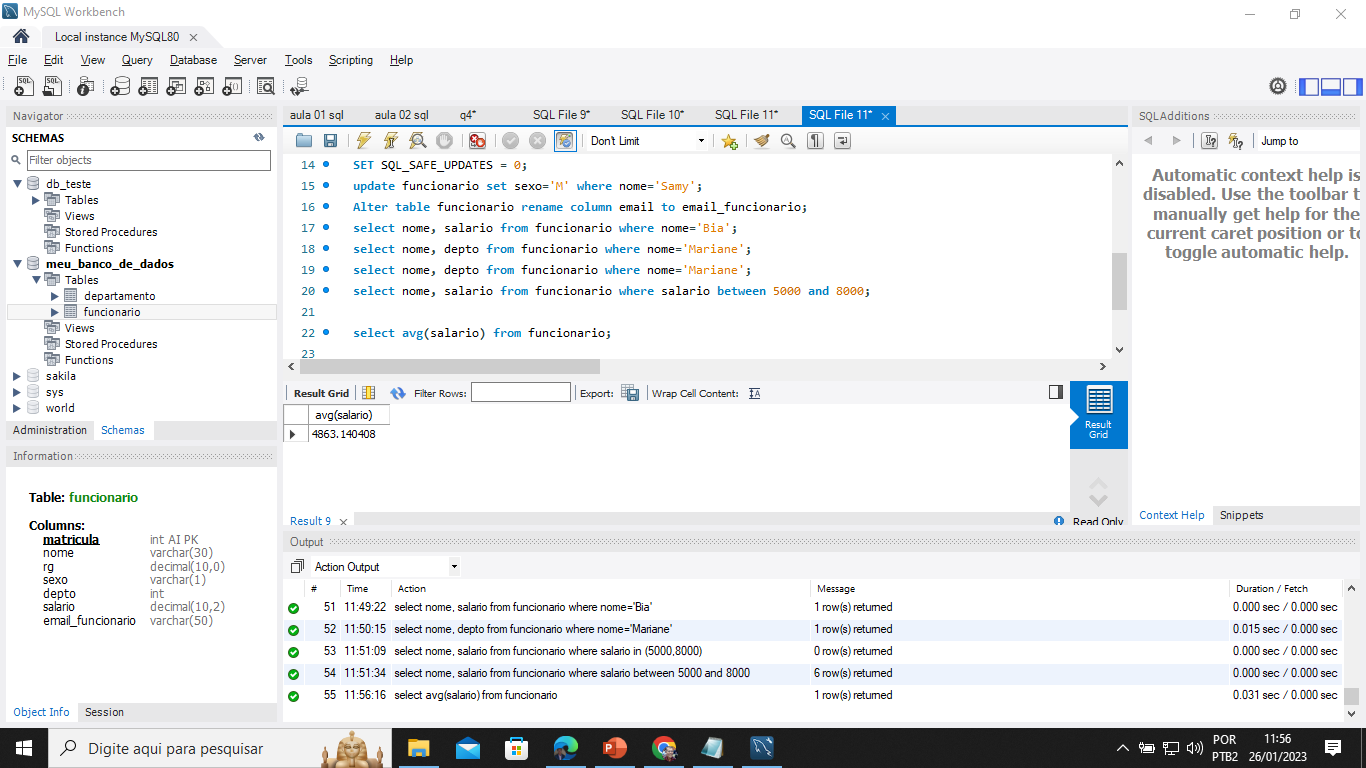 MySQL Workbench
Local instance MySQL80
File Edit View Query Database Server Tools Scripting Help
Navigator
SCHEMAS
Filter objects
db_teste
Tables
Views
Stored Procedures
Functions
meu_banco_de_dados
Tables
departamento
funcionario
Views
Stored Procedures
Functions
sakila
sys
world
Administration Schemas
Information
Table: funcionario
Columns:
matricula int AI PK
nome varchar(30)
rg decimal(10,0)
sexo varchar(1)
depto int
salario decimal(10,2)
email_funcionario varchar(50)
Object Info Session
aula 01 sql aula 02 sql q4* SQL File 9* SQL File 10* SQL File 11* SQL File 11*
Don't Limit
14 SET SQL_SAFE_UPDATES = 0;
15 update funcionario set sexo='M' where nome='Samy';
16 Alter table funcionario rename column email to email_funcionario;
17 select nome, salario from funcionario where nome='Bia';
18 select nome, depto from funcionario where nome='Mariane';
19 select nome, depto from funcionario where nome='Mariane';
20 select nome, salario from funcionario where salario between 5000 and 8000;
21
22 select avg(salario) from funcionario;
23
Result Grid Filter Rows: Export: Wrap Cell Content:
avg(salario)
4863.140408
Result Grid
Result 9
Read Only
SQLAdditions
Jump to
Automatic context help is
disabled. Use the toolbar t
manually get help for the
current caret position or to
toggle automatic help.
Context Help Snippets
Output
Action Output
# Time Action Message Duration / Fetch
51 11:49:22 select nome, salario from funcionario where nome='Bia' 1 row(s) returned 0.000 sec / 0.000 sec
52 11:50:15 select nome, depto from funcionario where nome='Mariane' 1 row(s) returned 0.015 sec / 0.000 sec
53 11:51:09 select nome, salario from funcionario where salario in (5000,8000) 0 row(s) returned 0.000 sec / 0.000 sec
54 11:51:34 select nome, salario from funcionario where salario between 5000 and 8000 6 row(s) returned 0.000 sec / 0.000 sec
55 11:56:16 select avg(salario) from funcionario 1 row(s) returned 0.031 sec / 0.000 sec
Digite aqui para pesquisar
POR
PTB2
11:56
26/01/2023